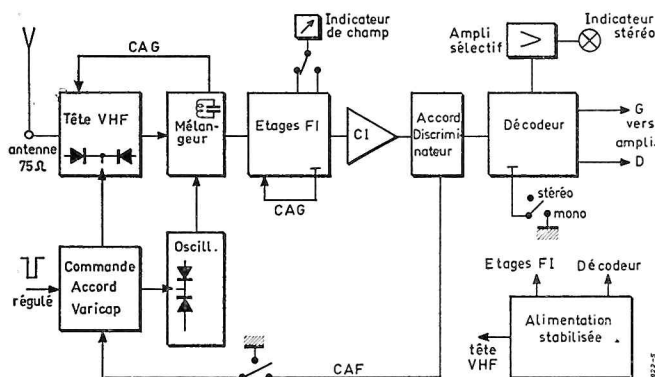 Indicateur
de champ
Ampli
sélectif
>
Indicateur
stéréo
CAG
Tête VHF
Mélan-
geur
Etages FI
CI
Accord
Discrimi-
nateur
Décodeur
G
vers
ampli.
D
antenne
75Ω
CAG
stéréo
mono
Commande
Accord
Varicap
régulé
Oscill.
Etages FI
Décodeur
Alimentation
stabilisée
tête
VHF
CAF